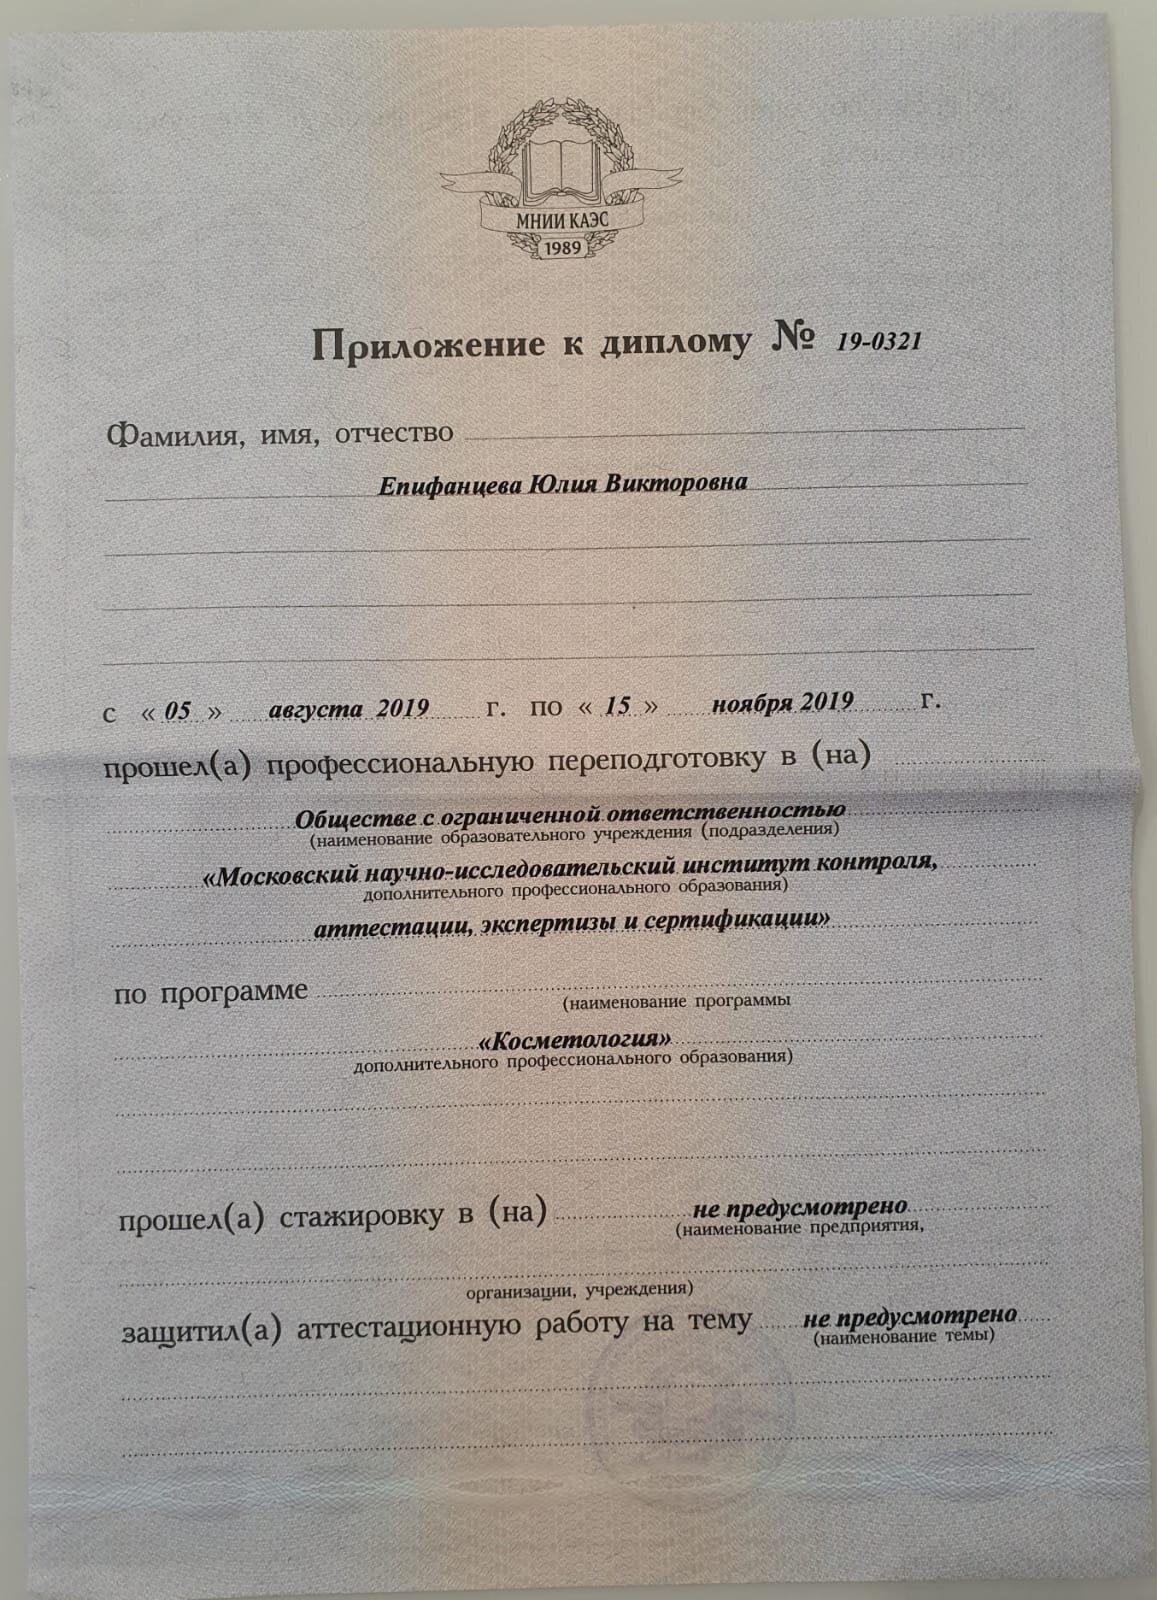 МНИИ КАЭС
1989
Приложение к диплому № 19-0321
Фамилия, имя, отчество
Епифанцева Юлия Викторовна
с « 05 » августа 2019 г. по « 15 » ноября 2019 г.
прошел(а) профессиональную переподготовку в (на)
Обществе с ограниченной ответственностью
(наименование образовательного учреждения (подразделения)
«Московский научно-исследовательский институт контроля,
дополнительного профессионального образования)
аттестации, экспертизы и сертификации»
по программе
(наименование программы
«Косметология»
дополнительного профессионального образования)
прошел(а) стажировку в (на) не предусмотрено
(наименование предприятия,
организации, учреждения)
защитил(а) аттестационную работу на тему не предусмотрено
(наименование темы)